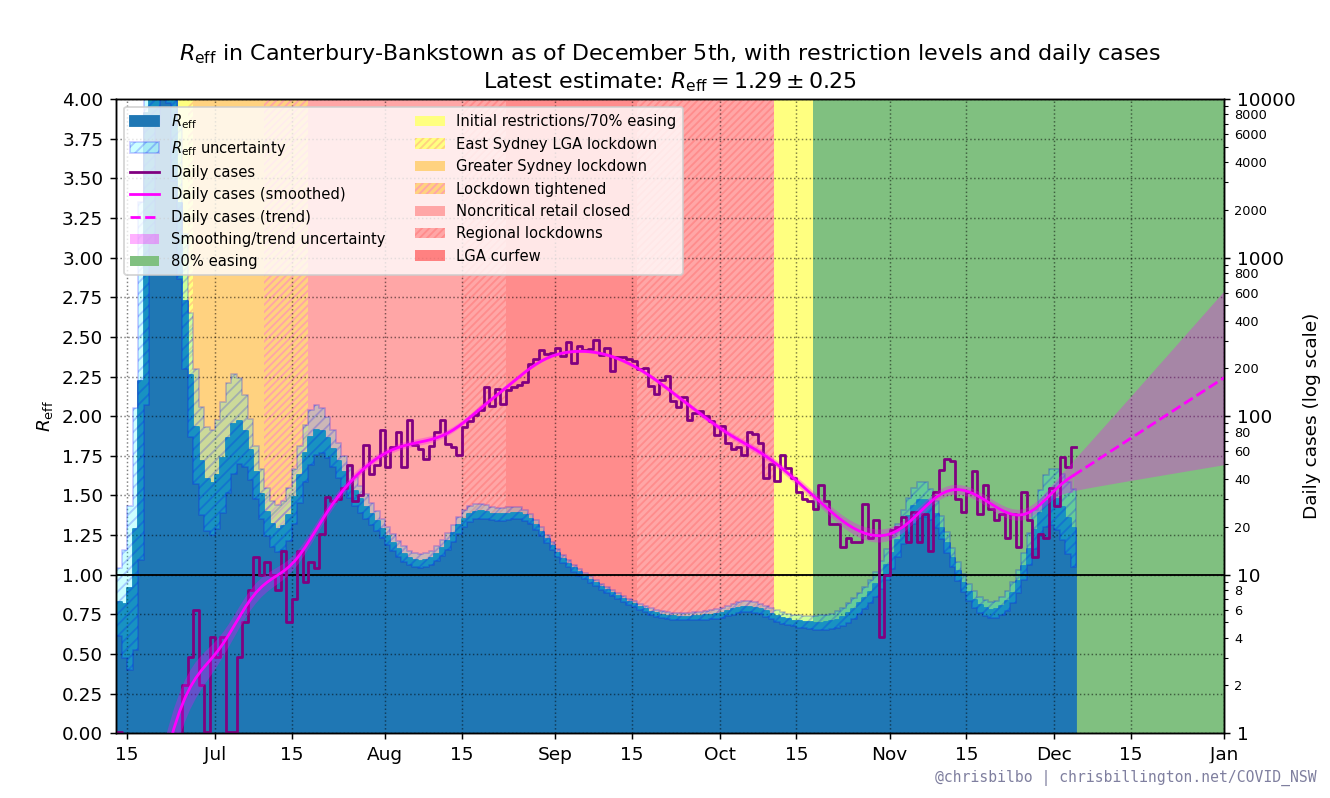 R_eff in Canterbury-Bankstown as of December 5th, with restriction levels and daily cases
Latest estimate: R_eff = 1.29 ± 0.25
R_eff
R_eff uncertainty
Daily cases
Daily cases (smoothed)
Daily cases (trend)
Smoothing/trend uncertainty
80% easing
Initial restrictions/70% easing
East Sydney LGA lockdown
Greater Sydney lockdown
Lockdown tightened
Noncritical retail closed
Regional lockdowns
LGA curfew
R_eff
4.00
3.75
3.50
3.25
3.00
2.75
2.50
2.25
2.00
1.75
1.50
1.25
1.00
0.75
0.50
0.25
0.00
15 Jul 15 Aug 15 Sep 15 Oct 15 Nov 15 Dec 15 Jan
10000
8000
6000
4000
2000
1000
800
600
400
200
100
80
60
40
20
10
8
6
4
2
1
Daily cases (log scale)
@chrisbilbo | chrisbillington.net/COVID_NSW